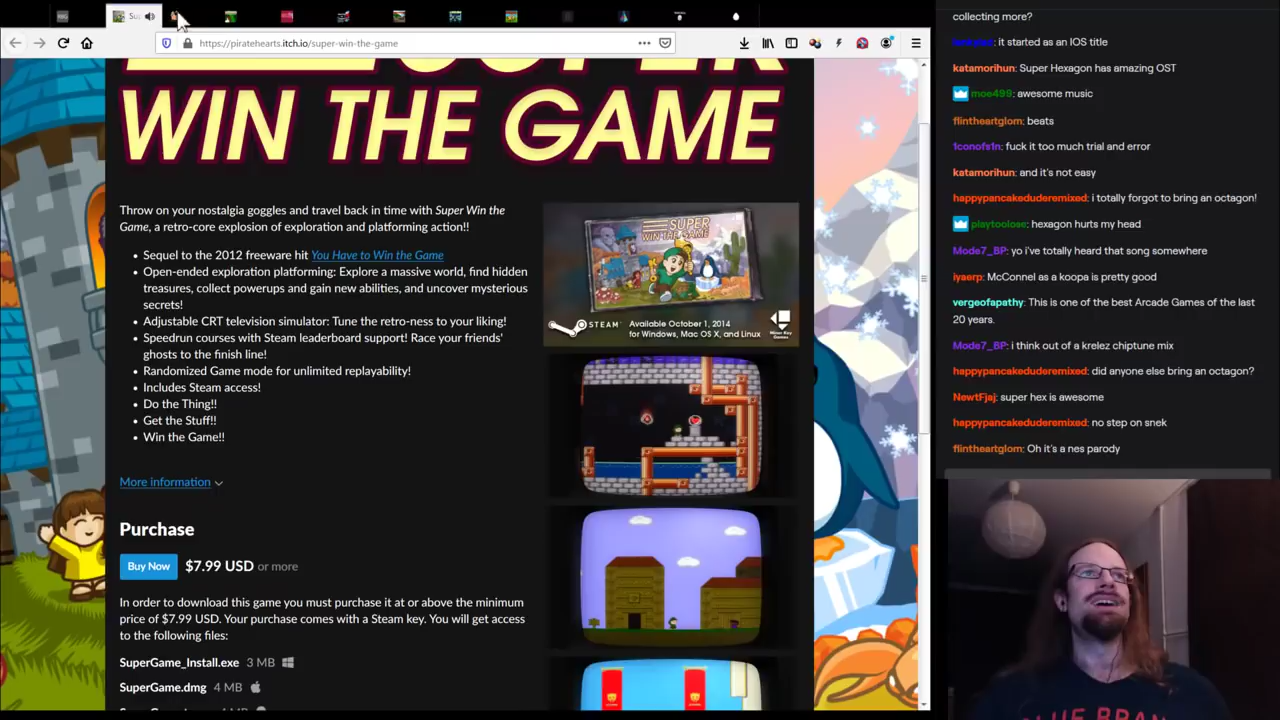 Su
https://piratehearts.itch.io/super-win-the-game
SUPER
WIN THE GAME
Throw on your nostalgia goggles and travel back in time with Super Win the
Game, a retro-core explosion of exploration and platforming action!!
• Sequel to the 2012 freeware hit You Have to Win the Game
• Open-ended exploration platforming: Explore a massive world, find hidden
treasures, collect powerups and gain new abilities, and uncover mysterious
secrets!
• Adjustable CRT television simulator: Tune the retro-ness to your liking!
• Speedrun courses with Steam leaderboard support! Race your friends'
ghosts to the finish line!
• Randomized Game mode for unlimited replayability!
• Includes Steam access!
• Do the Thing!!
• Get the Stuff!!
• Win the Game!!
More information
Purchase
Buy Now $7.99 USD or more
In order to download this game you must purchase it at or above the minimum
price of $7.99 USD. Your purchase comes with a Steam key. You will get access
to the following files:
SuperGame_Install.exe 3 MB
SuperGame.dmg 4 MB
SUPER
WIN THE GAME
STEAM
Available October 1, 2014
for Windows, Mac OS X, and Linux
Minor Key
Games
collecting more?
it started as an IOS title
katamorihun: Super Hexagon has amazing OST
moe499: awesome music
flintheartglom: beats
1conofs1n: fuck it too much trial and error
katamorihun: and it's not easy
happypancakeduderemixed: i totally forgot to bring an octagon!
playtoolose: hexagon hurts my head
Mode7_BP: yo i've totally heard that song somewhere
iyaerp: McConnel as a koopa is pretty good
vergeofapathy: This is one of the best Arcade Games of the last
20 years.
Mode7_BP: i think out of a krelez chiptune mix
happypancakeduderemixed: did anyone else bring an octagon?
NewtFjaj: super hex is awesome
happypancakeduderemixed: no step on snek
flintheartglom: Oh it's a nes parody